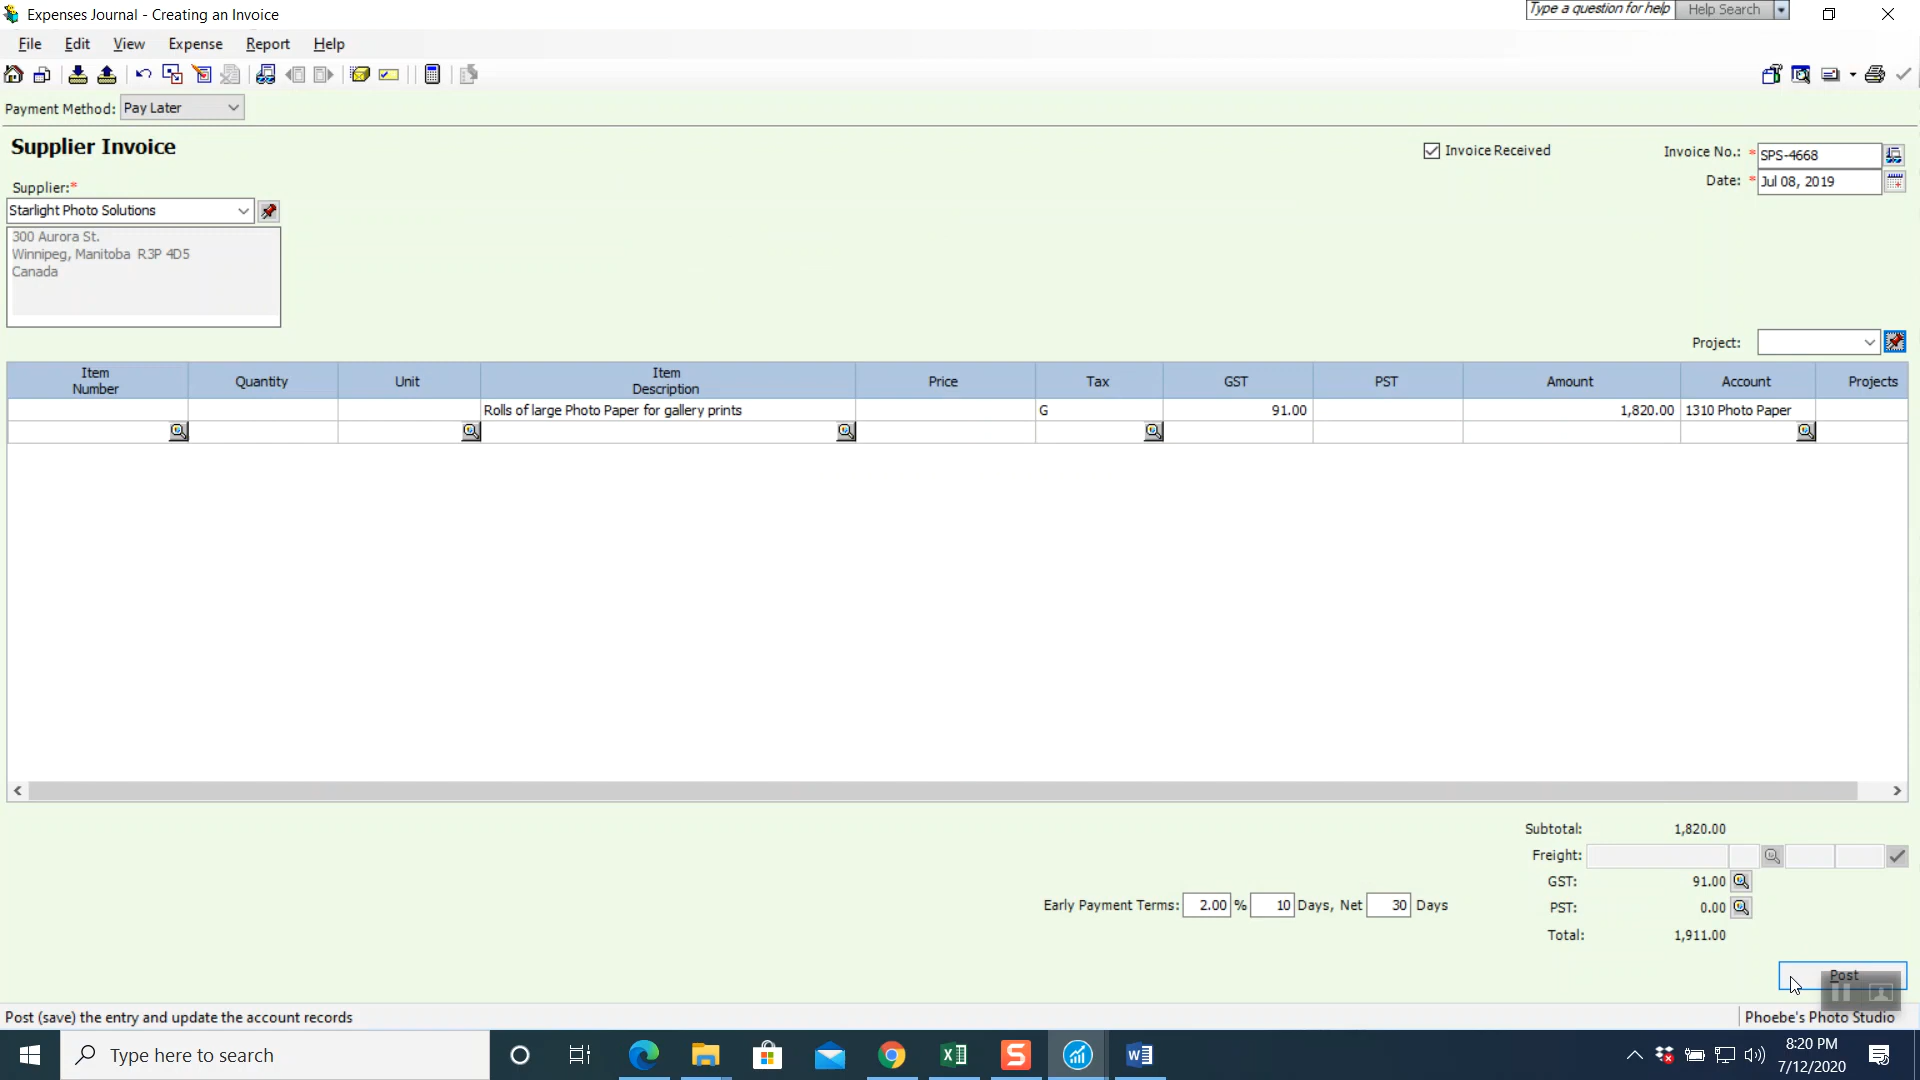 Expenses Journal - Creating an Invoice
Type a question for help
Help Search
File Edit View Expense Report Help
Payment Method: Pay Later
Supplier Invoice
Invoice Received
Invoice No.: * SPS-4668
Date: * Jul 08, 2019
Supplier:*
Starlight Photo Solutions
300 Aurora St.
Winnipeg, Manitoba R3P 4D5
Canada
Project:
Item Number Quantity Unit Item Description Price Tax GST PST Amount Account Projects
Rolls of large Photo Paper for gallery prints G 91.00 1,820.00 1310 Photo Paper
Subtotal: 1,820.00
Freight:
GST: 91.00
Early Payment Terms: 2.00 % 10 Days, Net 30 Days
PST: 0.00
Total: 1,911.00
Post
Post (save) the entry and update the account records
Phoebe's Photo Studio
Type here to search
8:20 PM
7/12/2020